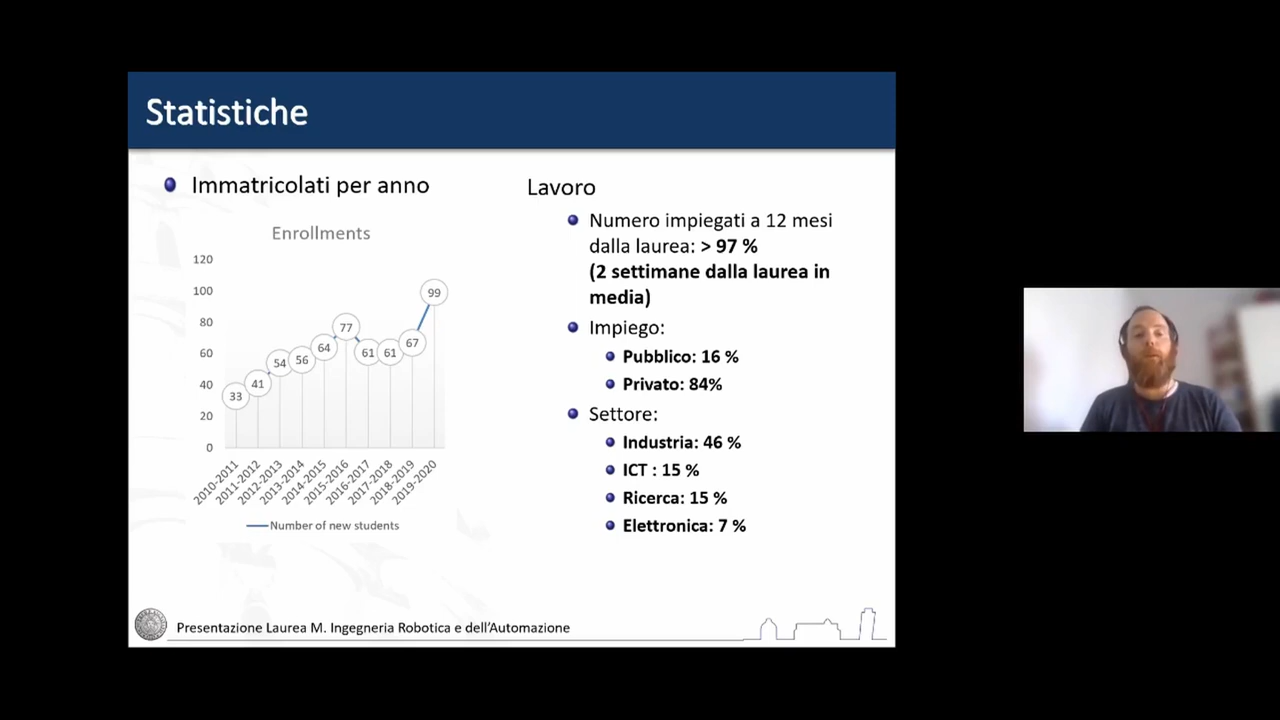 Statistiche
Immatricolati per anno
Enrollments
120
100
80
60
40
20
0
33
41
54
56
64
77
61
61
67
99
2010-2011
2011-2012
2012-2013
2013-2014
2014-2015
2015-2016
2016-2017
2017-2018
2018-2019
2019-2020
Number of new students
Lavoro
Numero impiegati a 12 mesi
dalla laurea: > 97 %
(2 settimane dalla laurea in
media)
Impiego:
Pubblico: 16 %
Privato: 84%
Settore:
Industria: 46 %
ICT : 15 %
Ricerca: 15 %
Elettronica: 7 %
Presentazione Laurea M. Ingegneria Robotica e dell'Automazione